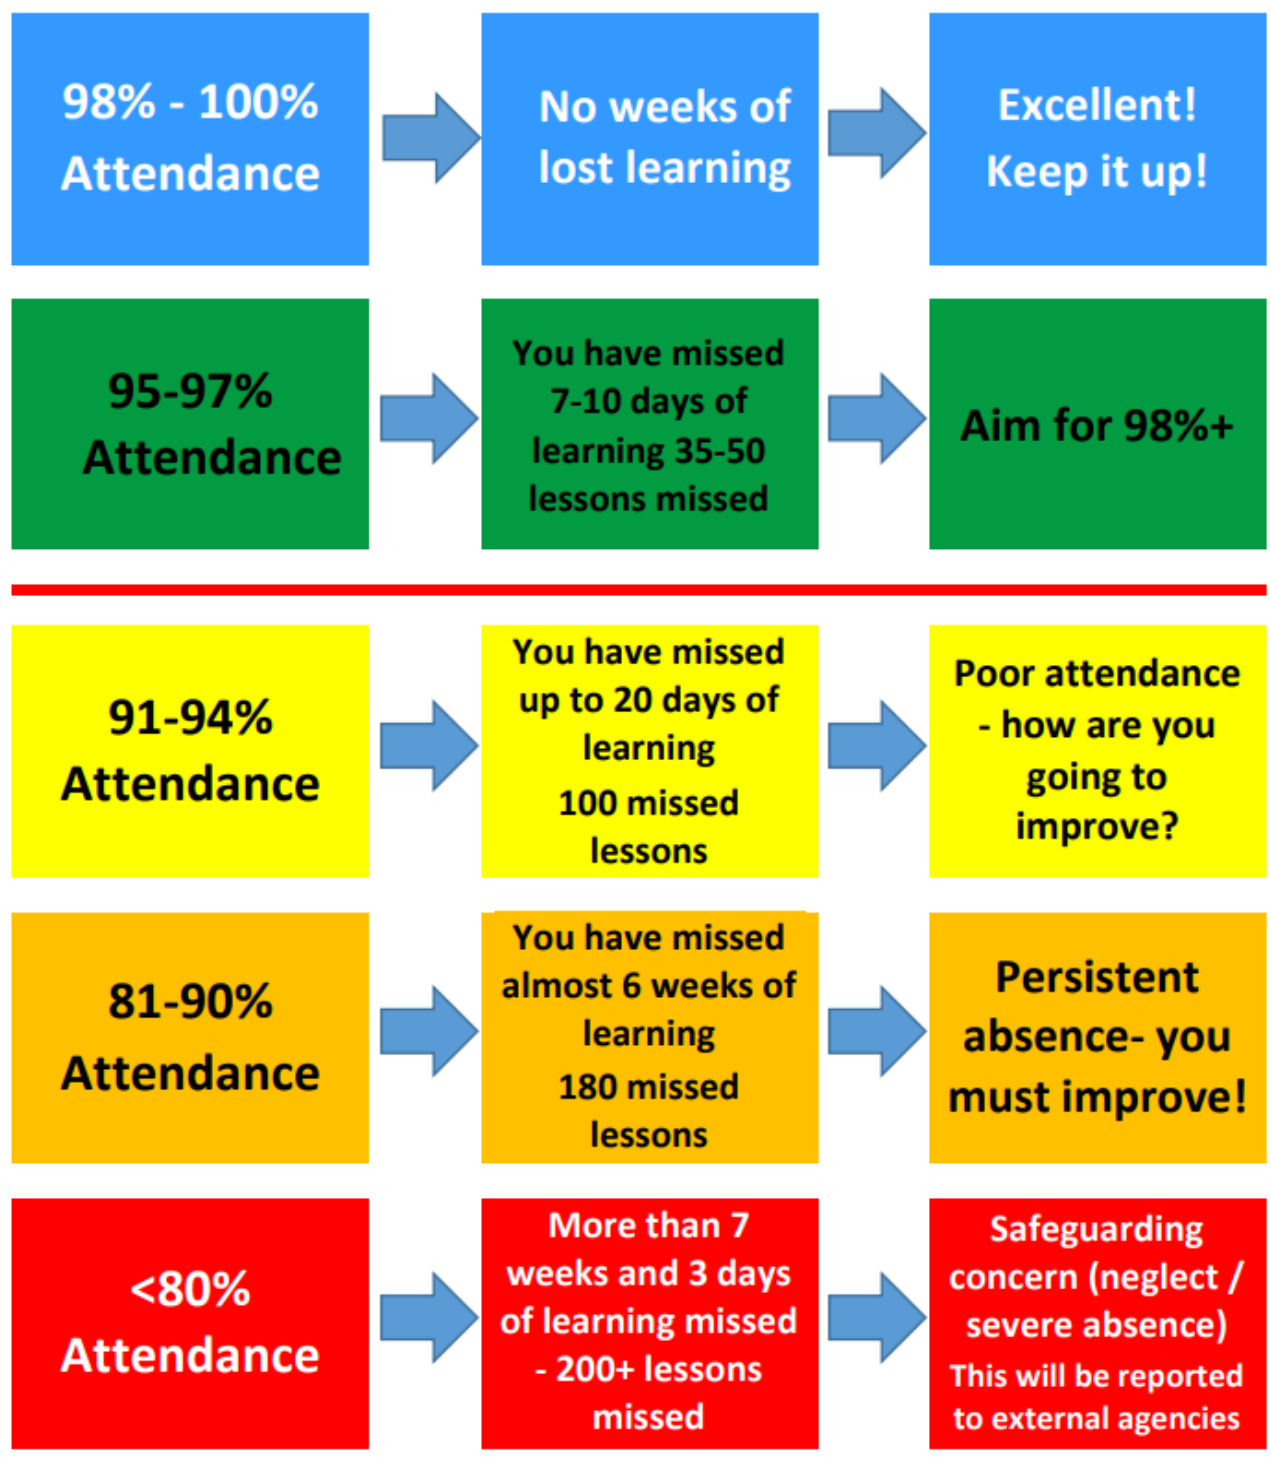 98% - 100%
Attendance
No weeks of
lost learning
Excellent!
Keep it up!
95-97%
Attendance
You have missed
7-10 days of
learning 35-50
lessons missed
Aim for 98%+
91-94%
Attendance
You have missed
up to 20 days of
learning
100 missed
lessons
Poor attendance
- how are you
going to
improve?
81-90%
Attendance
You have missed
almost 6 weeks of
learning
180 missed
lessons
Persistent
absence- you
must improve!
<80%
Attendance
More than 7
weeks and 3 days
of learning missed
- 200+ lessons
missed
Safeguarding
concern (neglect /
severe absence)
This will be reported
to external agencies